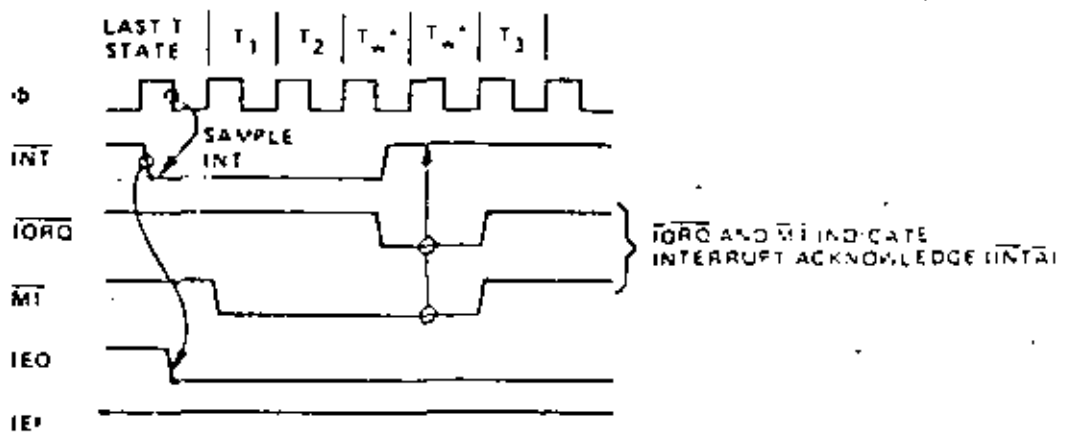 LAST T
STATE
T1
T2
Tw*
Tw*
T3
Φ
INT
SAMPLE
INT
IORQ
IORQ AND M1 INDICATE
INTERRUPT ACKNOWLEDGE (INTA)
M1
IEO
IEI